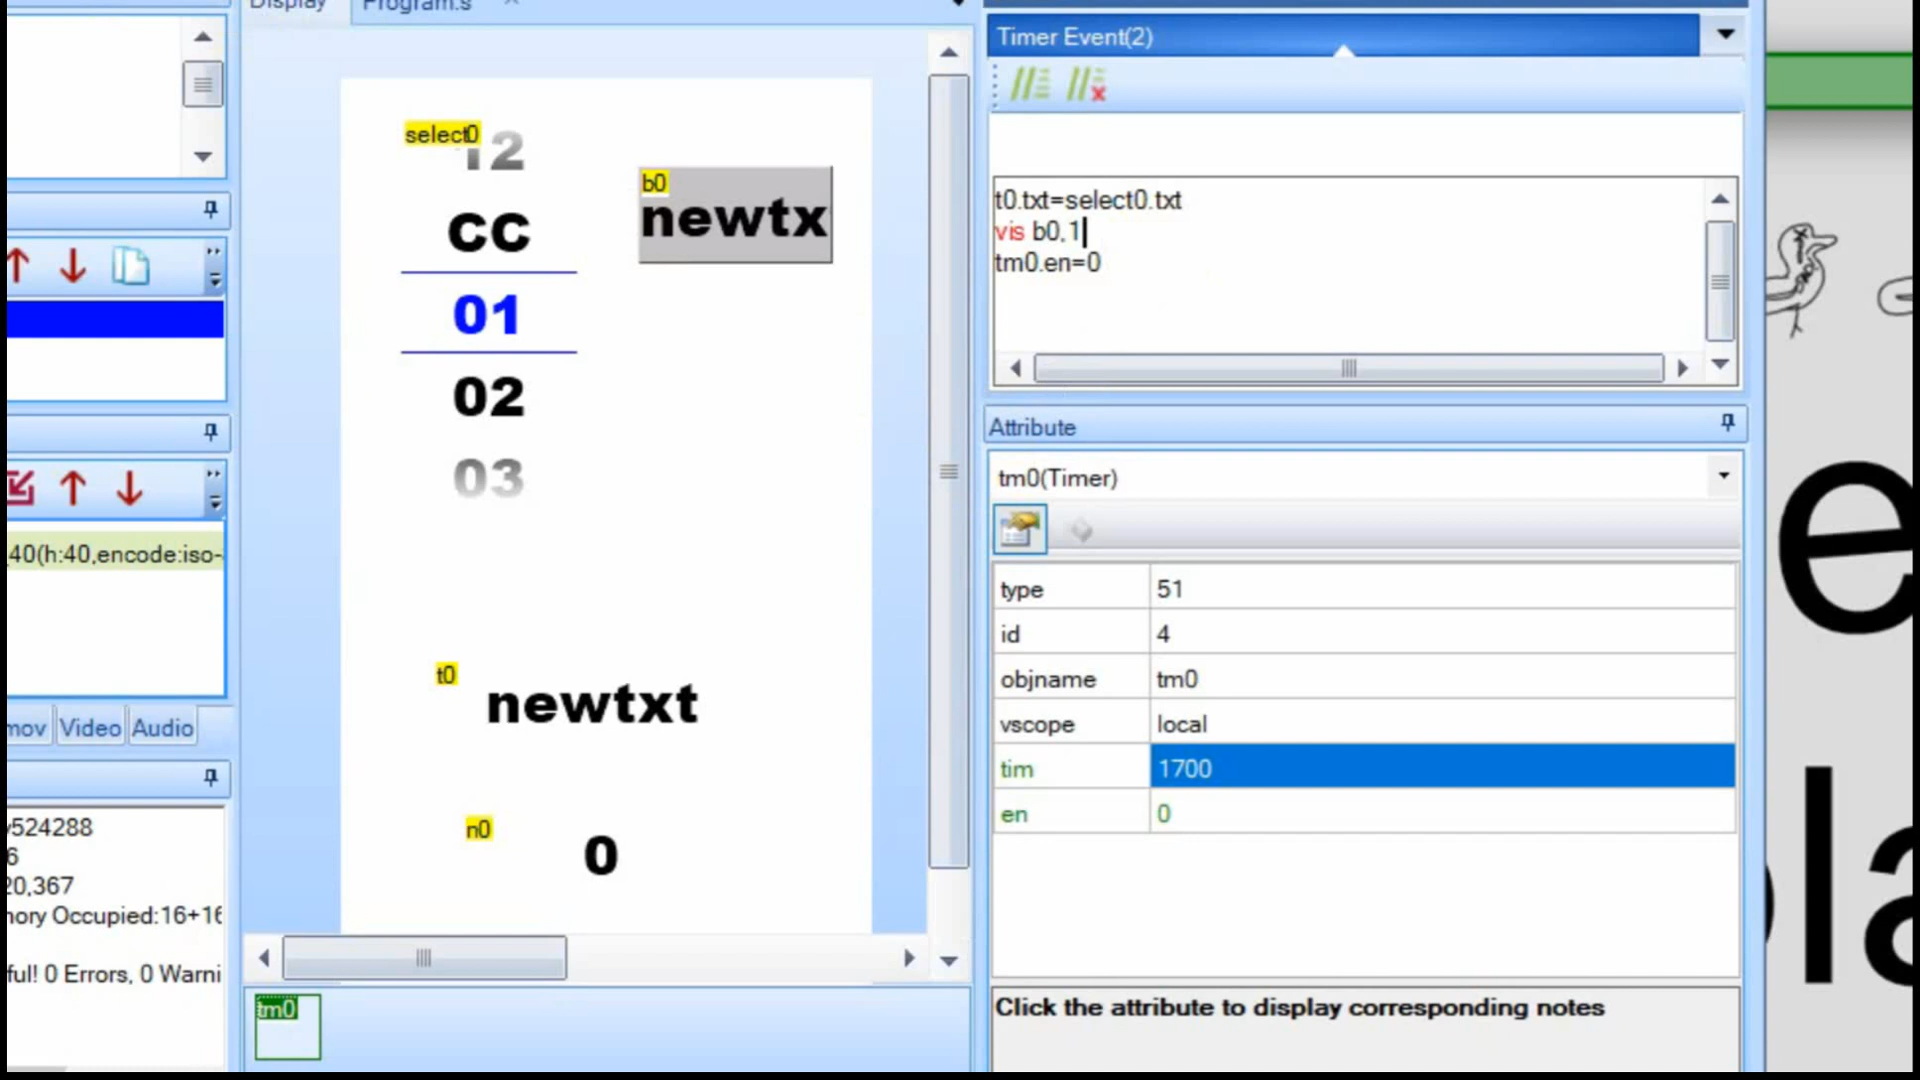 Display
Program.s
Timer Event(2)
select0
12
CC
01
02
03
b0
newtx
t0.txt=select0.txt
vis b0,1
tm0.en=0
Attribute
tm0(Timer)
type 51
id 4
objname tm0
vscope local
tim 1700
en 0
40(h:40,encode:iso-
t0
newtxt
mov Video Audio
n0
0
524288
6
20,367
Occupied:16+16
ful! 0 Errors, 0 Warni
tm0
Click the attribute to display corresponding notes
e
la